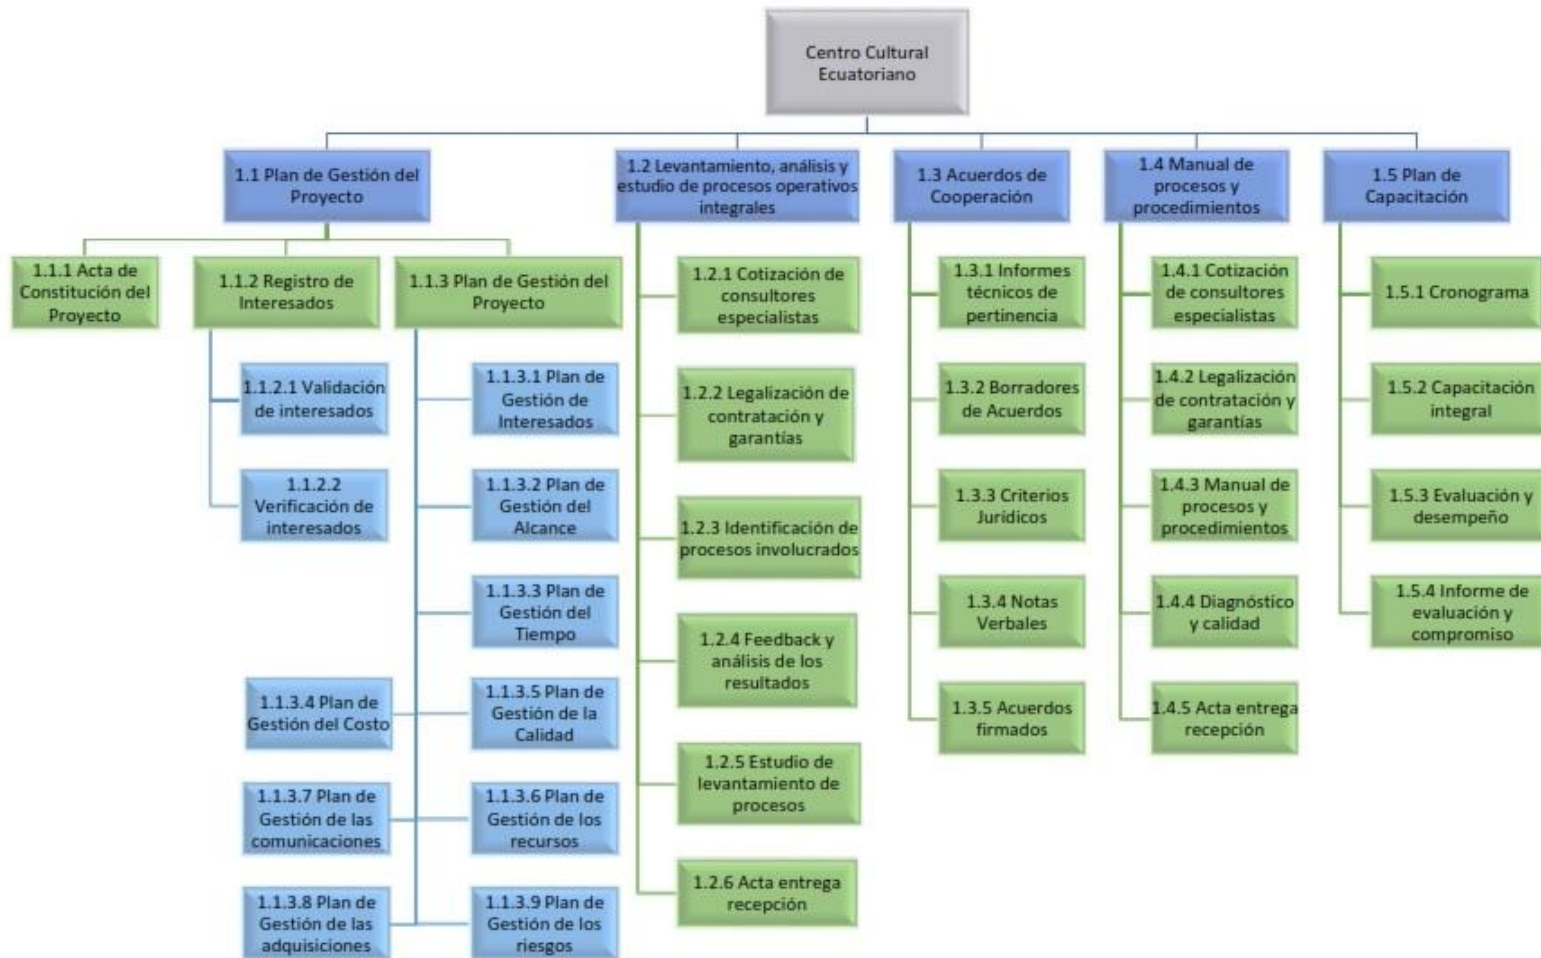 Centro Cultural
Ecuatoriano
1.1 Plan de Gestión del
Proyecto
1.2 Levantamiento, análisis y
estudio de procesos operativos
integrales
1.3 Acuerdos de
Cooperación
1.4 Manual de
procesos y
procedimientos
1.5 Plan de
Capacitación
1.1.1 Acta de
Constitución del
Proyecto
1.1.2 Registro de
Interesados
1.1.2.1 Validación
de interesados
1.1.2.2
Verificación de
interesados
1.1.3 Plan de Gestión del
Proyecto
1.1.3.1 Plan de
Gestión de
Interesados
1.1.3.2 Plan de
Gestión del
Alcance
1.1.3.3 Plan de
Gestión del
Tiempo
1.1.3.4 Plan de
Gestión del Costo
1.1.3.5 Plan de
Gestión de la
Calidad
1.1.3.7 Plan de
Gestión de las
comunicaciones
1.1.3.6 Plan de
Gestión de los
recursos
1.1.3.8 Plan de
Gestión de las
adquisiciones
1.1.3.9 Plan de
Gestión de los
riesgos
1.2.1 Cotización de
consultores
especialistas
1.2.2 Legalización de
contratación y
garantías
1.2.3 Identificación de
procesos involucrados
1.2.4 Feedback y
análisis de los
resultados
1.2.5 Estudio de
levantamiento de
procesos
1.2.6 Acta entrega
recepción
1.3.1 Informes
técnicos de
pertinencia
1.3.2 Borradores
de Acuerdos
1.3.3 Criterios
Jurídicos
1.3.4 Notas
Verbales
1.3.5 Acuerdos
firmados
1.4.1 Cotización
de consultores
especialistas
1.4.2 Legalización
de contratación y
garantías
1.4.3 Manual de
procesos y
procedimientos
1.4.4 Diagnóstico
y calidad
1.4.5 Acta entrega
recepción
1.5.1 Cronograma
1.5.2 Capacitación
integral
1.5.3 Evaluación y
desempeño
1.5.4 Informe de
evaluación y
compromiso